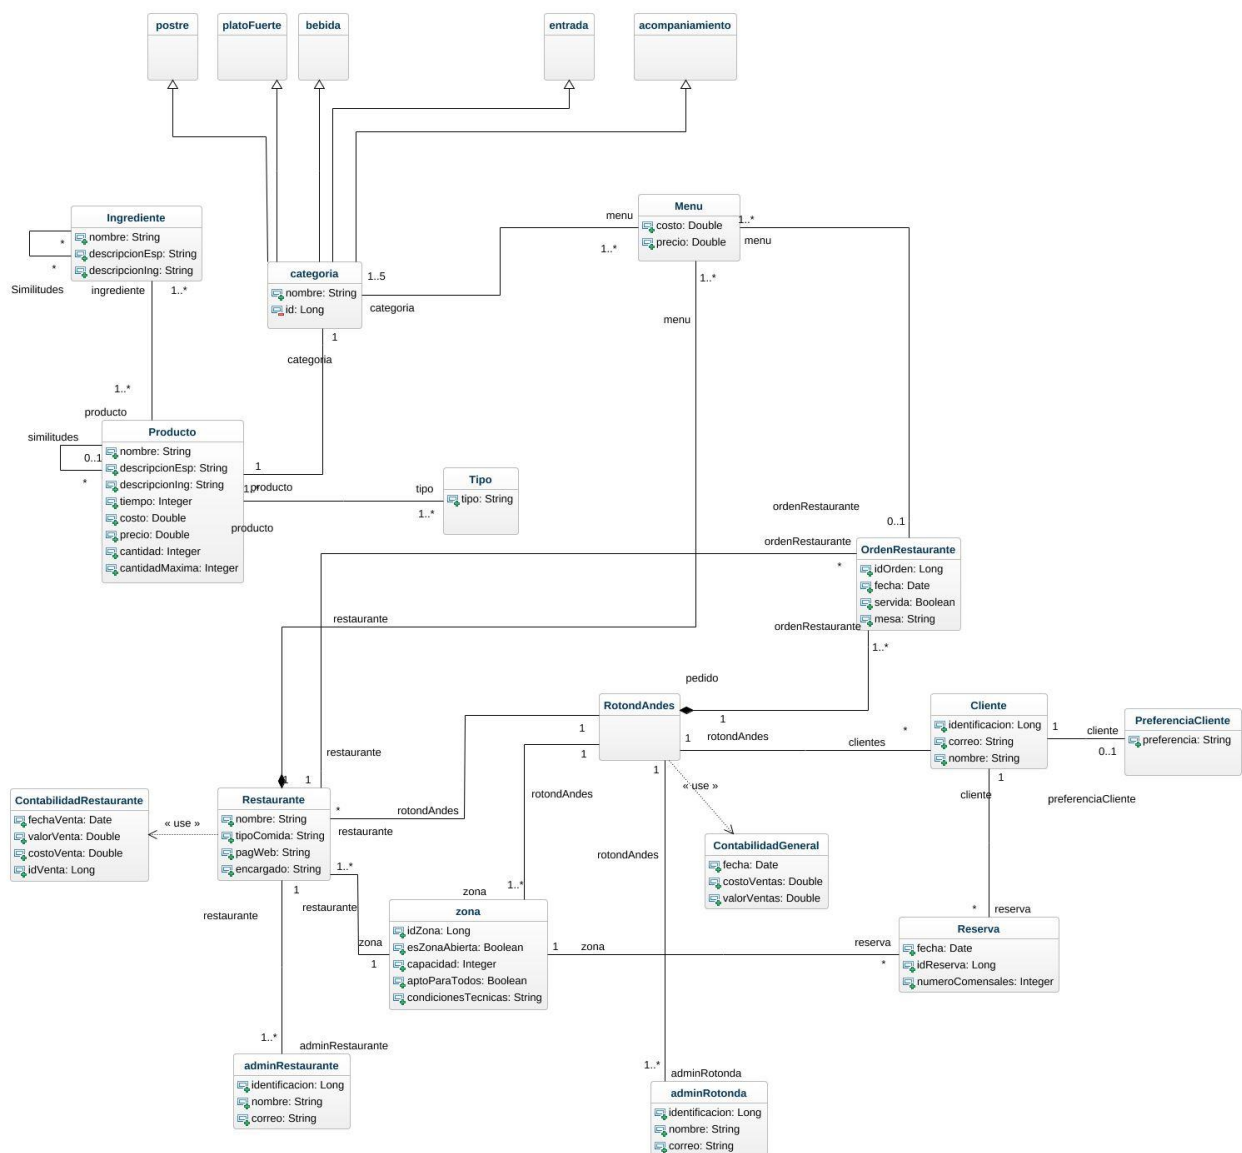 postre
platoFuerte
bebida
entrada
acompaniamiento
Ingrediente
nombre: String
descripcionEsp: String
descripcionIng: String
*
*
Similitudes
ingrediente
1..*
categoria
nombre: String
id: Long
1..5
categoria
1
categoria
Menu
costo: Double
precio: Double
menu
1..*
1..*
menu
1..*
menu
1..*
producto
Producto
nombre: String
descripcionEsp: String
descripcionIng: String
tiempo: Integer
costo: Double
precio: Double
cantidad: Integer
cantidadMaxima: Integer
similitudes
0..1
*
1
producto
1..*
producto
tipo
1..*
Tipo
tipo: String
ordenRestaurante
0..1
ordenRestaurante
*
OrdenRestaurante
idOrden: Long
fecha: Date
servida: Boolean
mesa: String
ordenRestaurante
1..*
restaurante
pedido
1
RotondAndes
1
1
1
1
rotondAndes
clientes
*
Cliente
identificacion: Long
correo: String
nombre: String
1
cliente
0..1
preferenciaCliente
PreferenciaCliente
preferencia: String
1
cliente
restaurante
1
1
ContabilidadRestaurante
fechaVenta: Date
valorVenta: Double
costoVenta: Double
idVenta: Long
« use »
Restaurante
nombre: String
tipoComida: String
pagWeb: String
encargado: String
*
restaurante
rotondAndes
rotondAndes
rotondAndes
« use »
ContabilidadGeneral
fecha: Date
costoVentas: Double
valorVentas: Double
1..*
restaurante
1
restaurante
zona
1..*
zona
1
zona
idZona: Long
esZonaAbierta: Boolean
capacidad: Integer
aptoParaTodos: Boolean
condicionesTecnicas: String
1
zona
reserva
*
*
reserva
Reserva
fecha: Date
idReserva: Long
numeroComensales: Integer
1..*
adminRestaurante
adminRestaurante
identificacion: Long
nombre: String
correo: String
1..*
adminRotonda
adminRotonda
identificacion: Long
nombre: String
correo: String